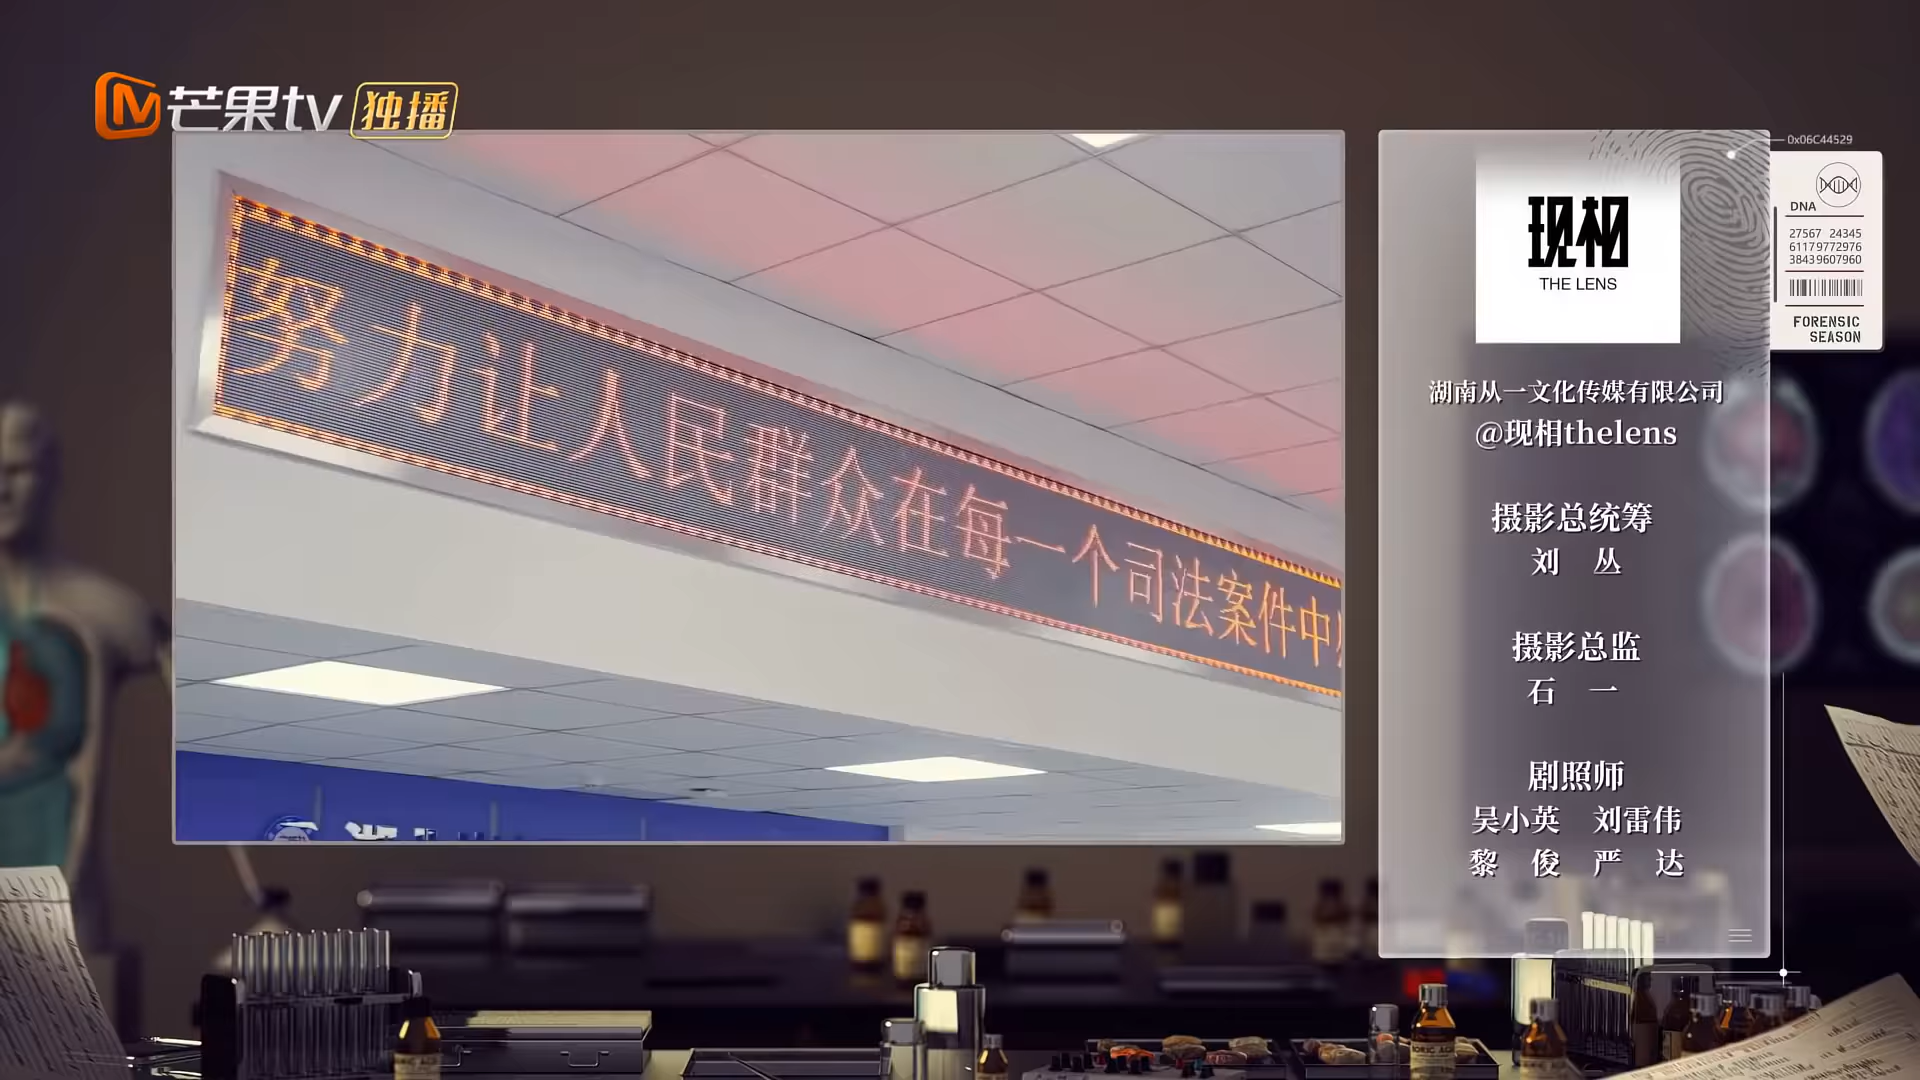 芒果tv 独播
努力让人民群众在每一个司法案件中
现相
THE LENS
湖南从一文化传媒有限公司
@现相thelens
摄影总统筹
刘 丛
摄影总监
石 一
剧照师
吴小英 刘雷伟
黎 俊 严 达
0x06C44529
DNA
27567 24345
61179772976
38439607960
FORENSIC
SEASON